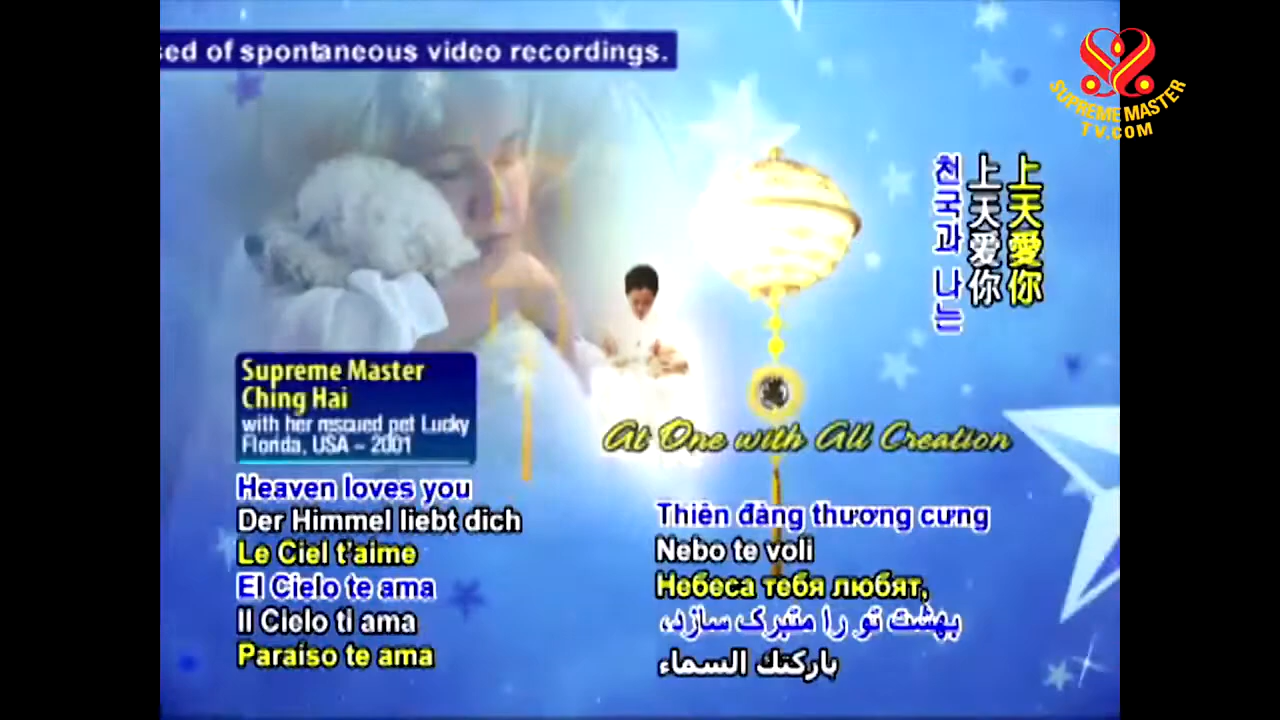 sed of spontaneous video recordings.
SUPREME MASTER
TV.COM
上天愛你
上天爱你
천국과 나는
Supreme Master
Ching Hai
with her rescued pet Lucky
Florida, USA – 2001
At One with All Creation
Heaven loves you
Der Himmel liebt dich
Le Ciel t'aime
El Cielo te ama
Il Cielo ti ama
Paraíso te ama
Thiên đàng thương cưng
Nebo te voli
Небеса тебя любят,
بهشت تو را متبرک سازد،
باركتك السماء